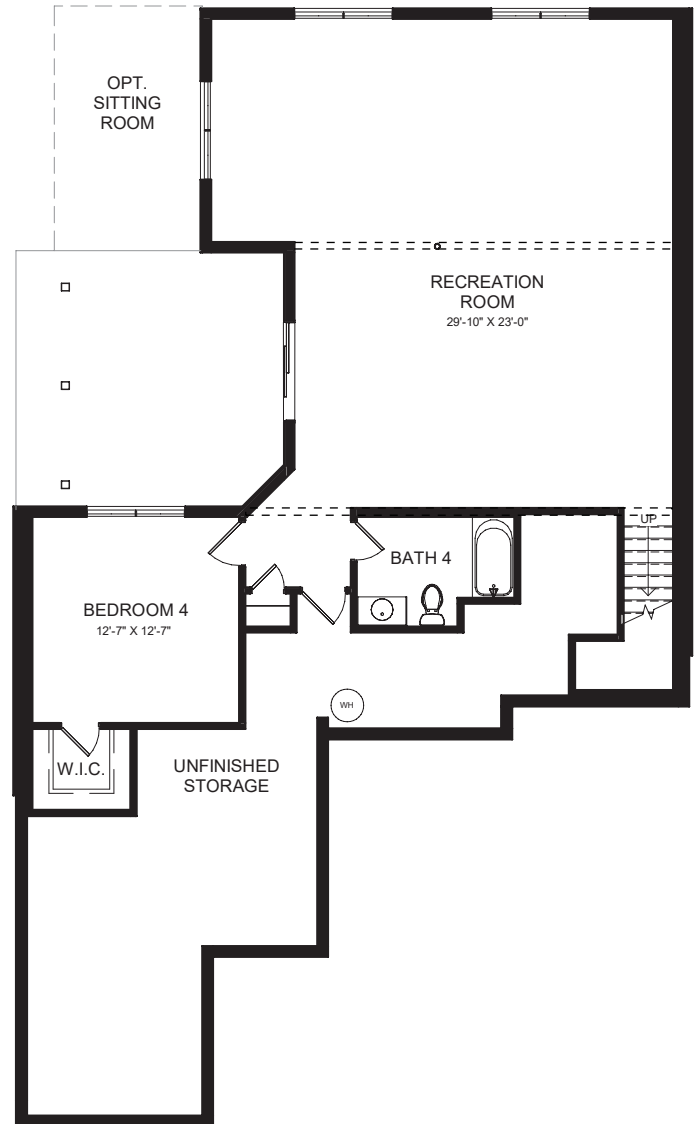 OPT.
SITTING
ROOM
RECREATION
ROOM
29'-10" X 23'-0"
UP
BATH 4
BEDROOM 4
12'-7" X 12'-7"
WH
W.I.C.
UNFINISHED
STORAGE